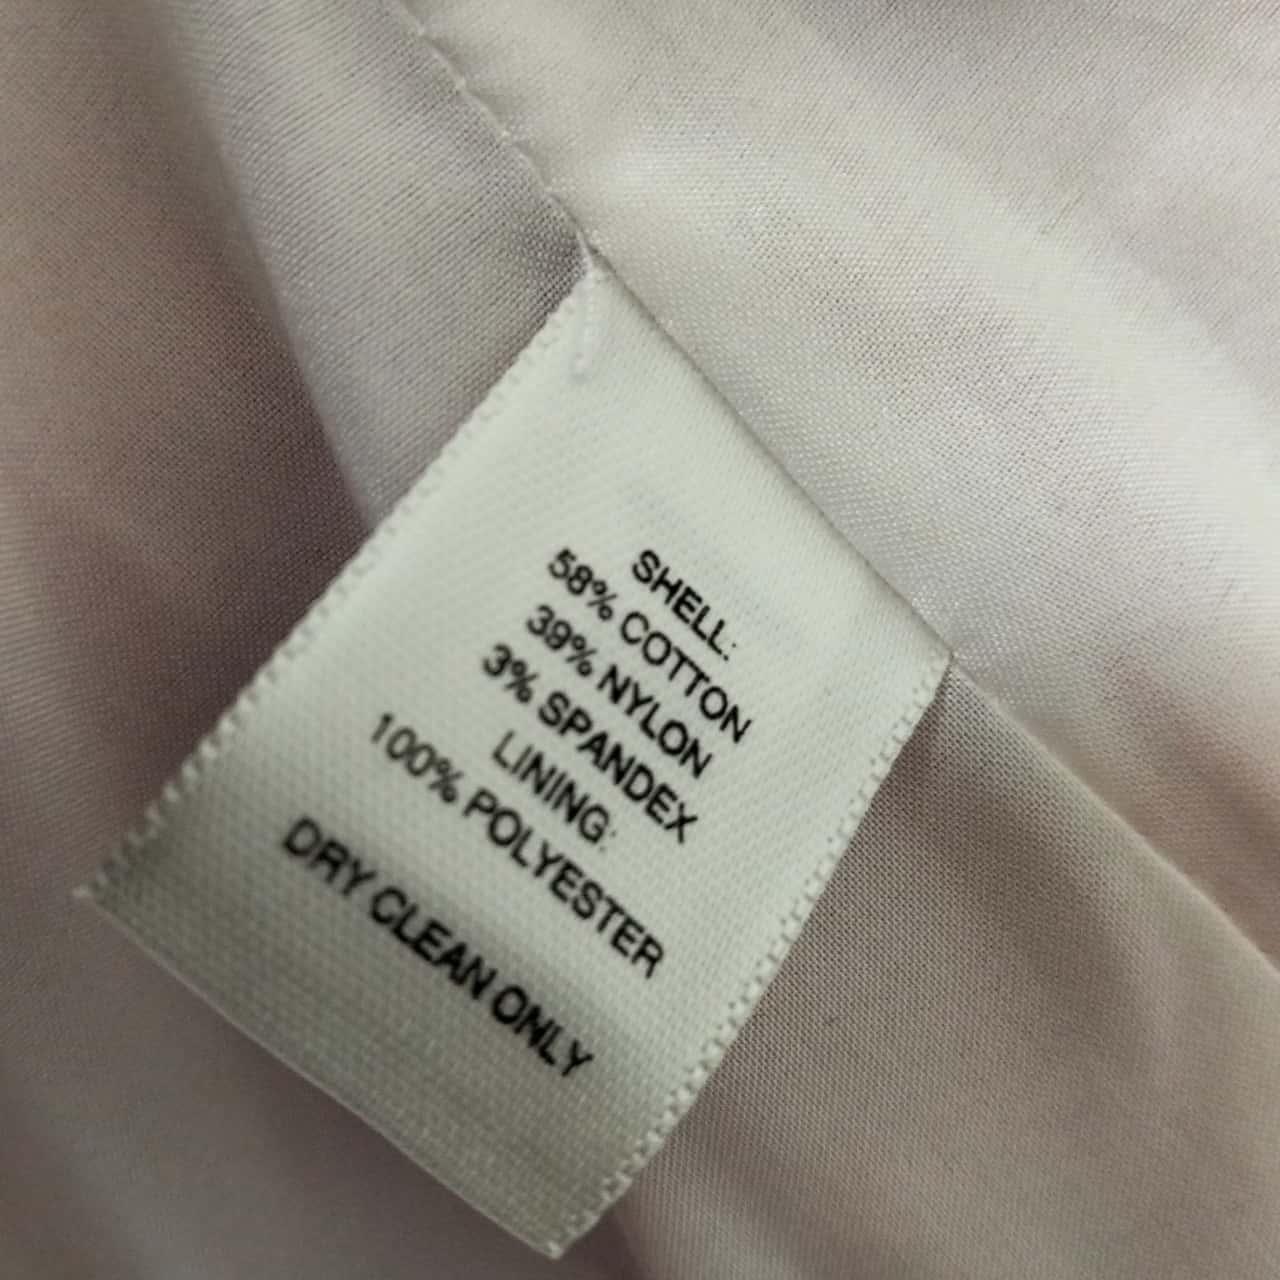 SHELL:
58% COTTON
39% NYLON
3% SPANDEX
LINING:
100% POLYESTER
DRY CLEAN ONLY